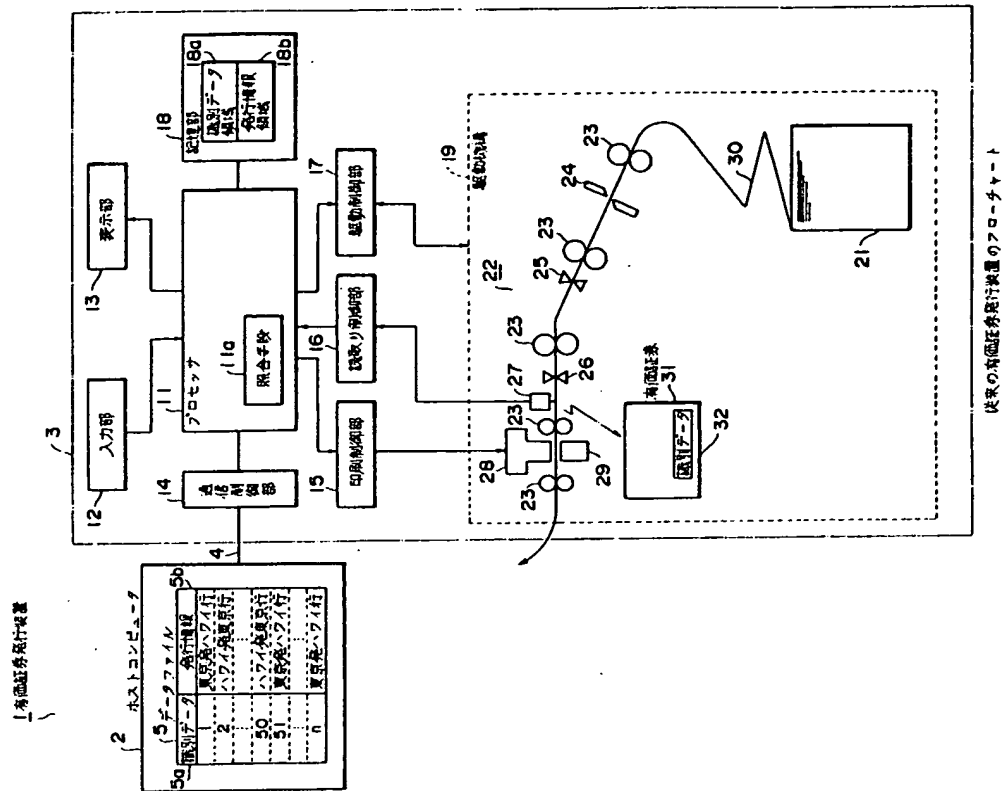 1 有価証券発行装置
2
ホストコンピュータ
5 データファイル
5a
5b
識別データ 発行情報
1 東京発ハワイ行
2 ハワイ発東京行
50 ハワイ発東京行
51 東京発ハワイ行
n 東京発ハワイ行
4
3
12
入力部
13
表示部
14
通信制御部
11
プロセッサ
11a
照合手段
18
記憶部
18a
識別データ領域
18b
発行情報領域
15
印刷制御部
16
読取り制御部
17
駆動制御部
19
駆動機構
22
23
23
23
23
23
24
25
26
27
28
29
30
21
有価証券
31
識別データ
32
従来の有価証券発行装置のフローチャート